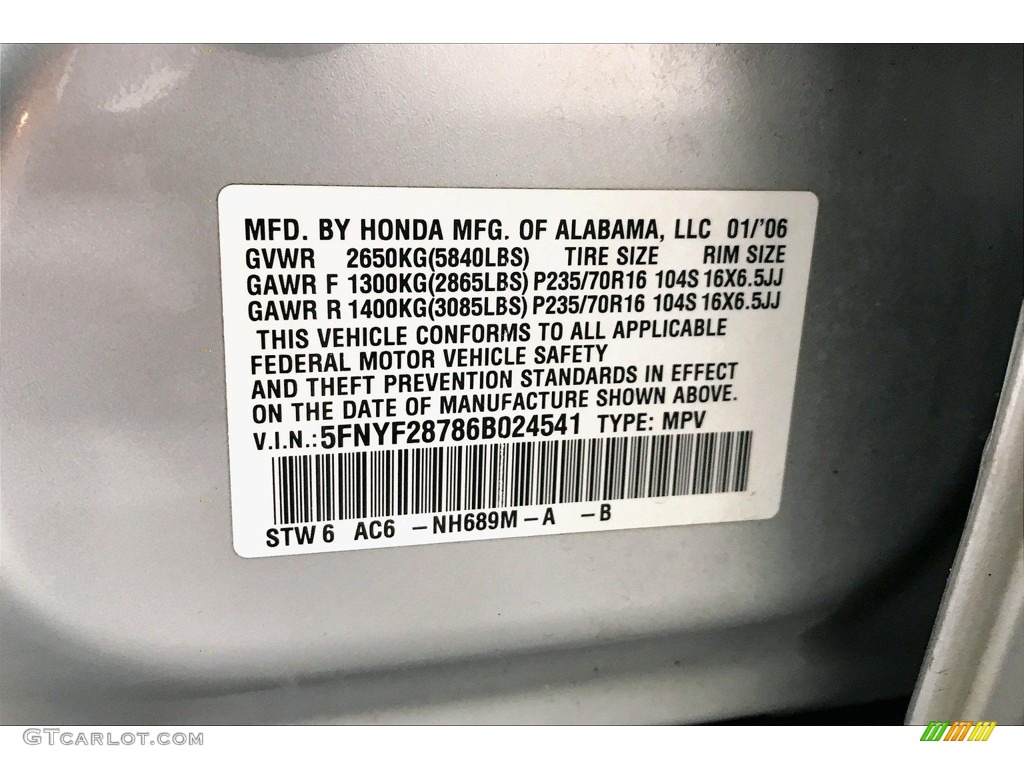 MFD. BY HONDA MFG. OF ALABAMA, LLC 01/'06
GVWR 2650KG(5840LBS) TIRE SIZE RIM SIZE
GAWR F 1300KG(2865LBS) P235/70R16 104S 16X6.5JJ
GAWR R 1400KG(3085LBS) P235/70R16 104S 16X6.5JJ
THIS VEHICLE CONFORMS TO ALL APPLICABLE
FEDERAL MOTOR VEHICLE SAFETY
AND THEFT PREVENTION STANDARDS IN EFFECT
ON THE DATE OF MANUFACTURE SHOWN ABOVE.
V.I.N.: 5FNYF28786B024541 TYPE: MPV
STW 6 AC6 -NH689M-A -B
GTCARLOT.COM